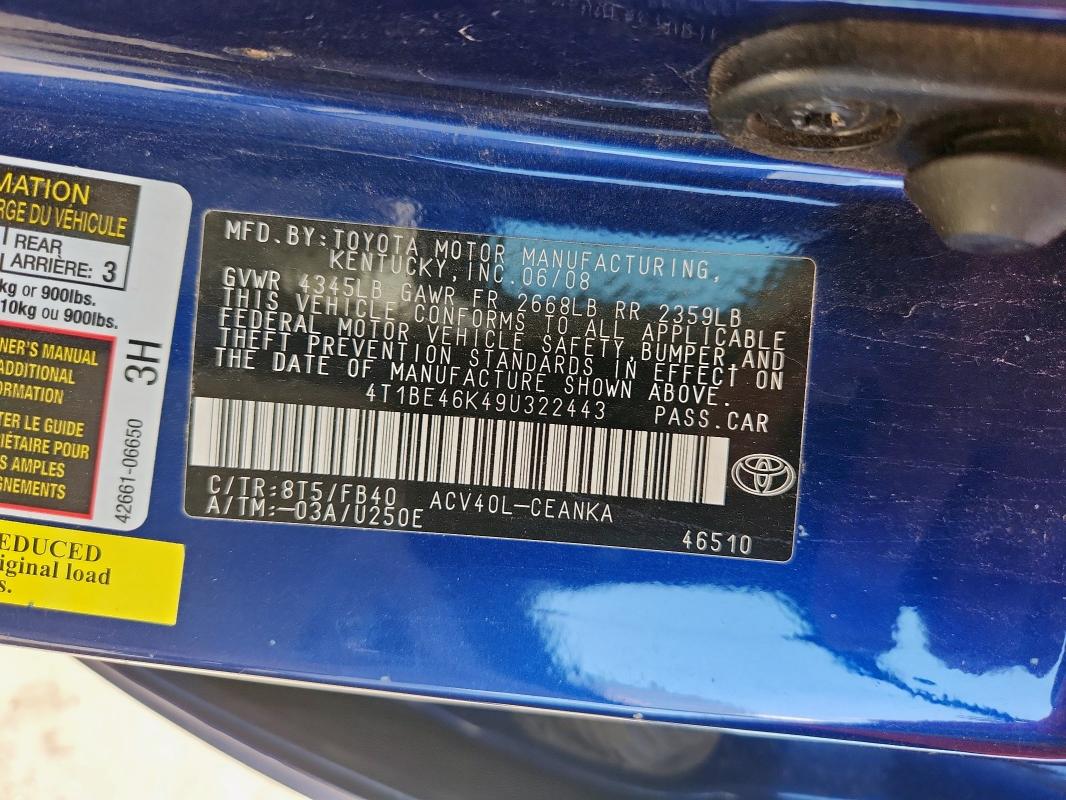 MATION
RGE DU VÉHICULE
REAR
ARRIÈRE: 3
kg or 900lbs.
10kg ou 900lbs.
NER'S MANUAL
ADDITIONAL
ORMATION
TER LE GUIDE
IÉTAIRE POUR
S AMPLES
GNEMENTS
3H
42661-06650
EDUCED
iginal load
s.
MFD.BY:TOYOTA MOTOR MANUFACTURING,
KENTUCKY,INC.06/08
GVWR 4345LB GAWR FR 2668LB RR 2359LB
THIS VEHICLE CONFORMS TO ALL APPLICABLE
FEDERAL MOTOR VEHICLE SAFETY,BUMPER,AND
THEFT PREVENTION STANDARDS IN EFFECT ON
THE DATE OF MANUFACTURE SHOWN ABOVE.
4T1BE46K49U322443 PASS.CAR
C/TR:8T5/FB40 ACV40L-CEANKA
A/TM:-03A/U250E
46510